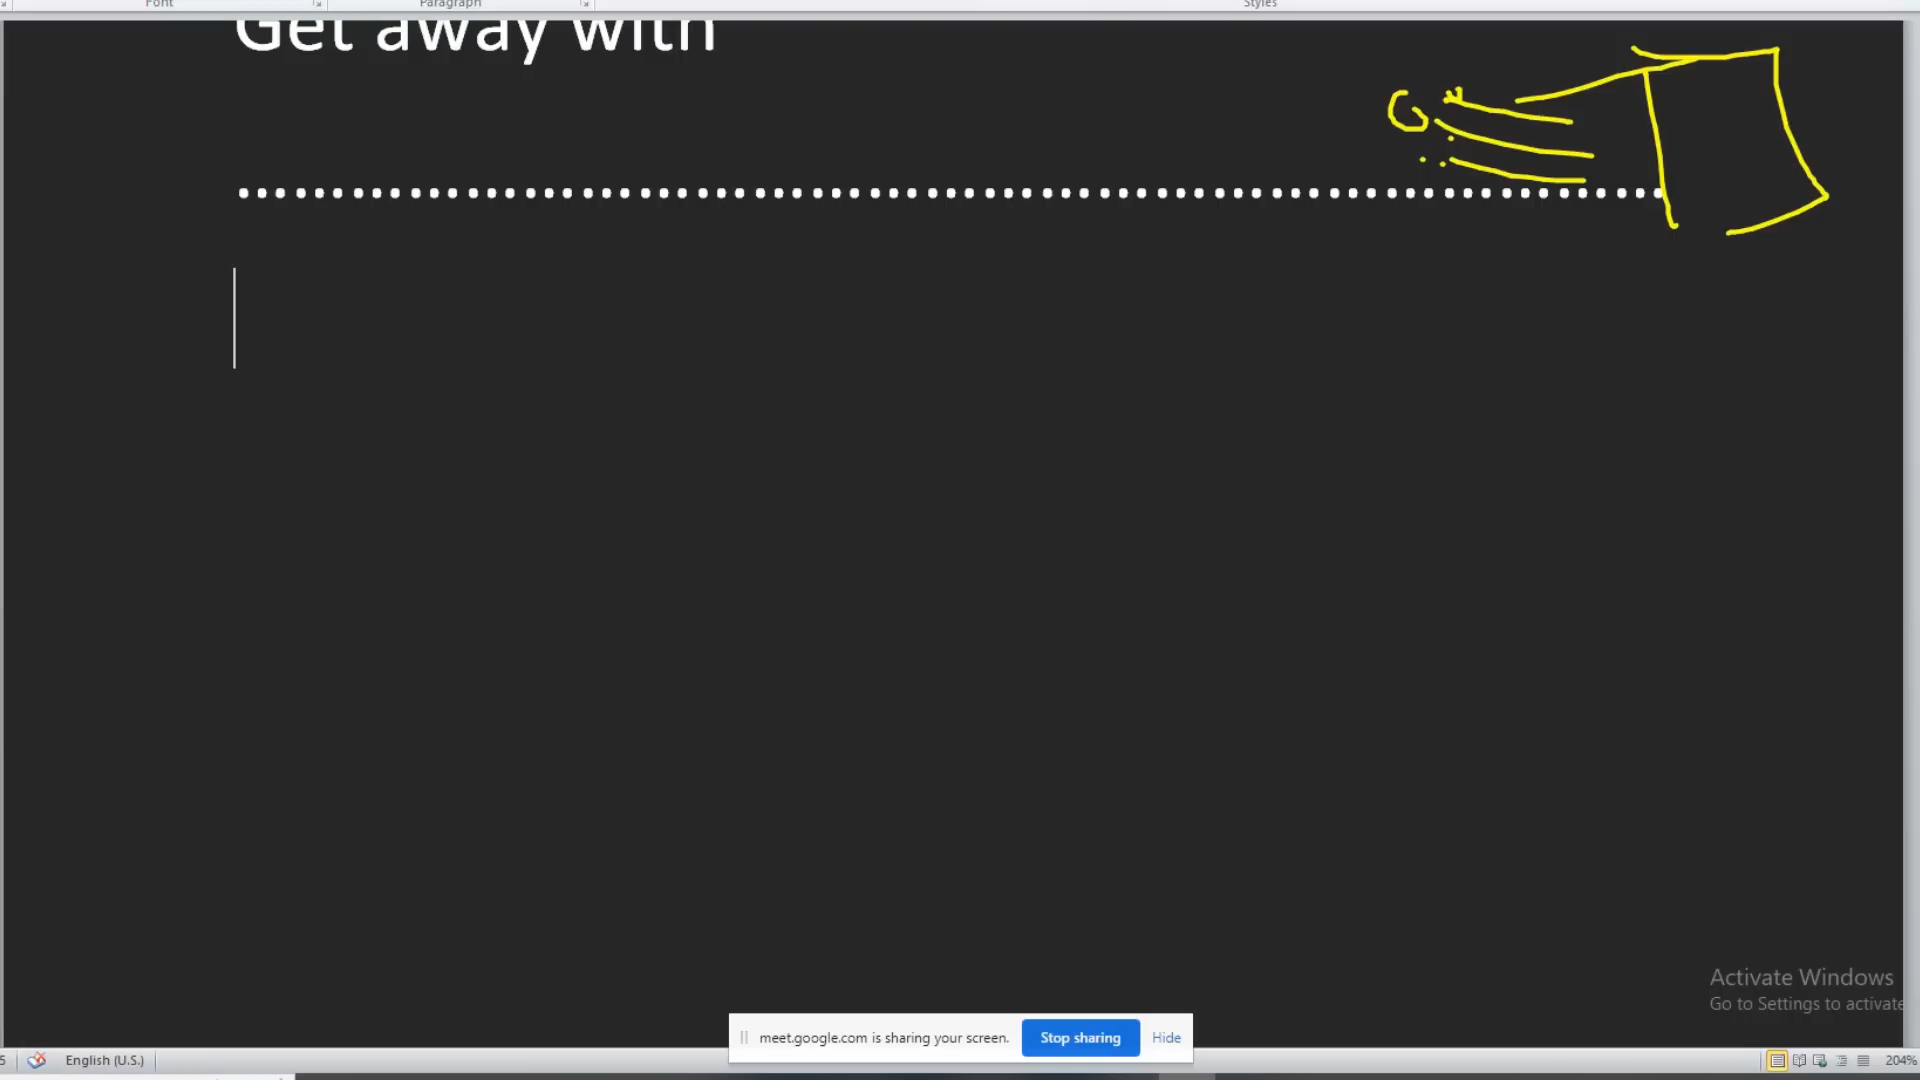 Font Paragraph Styles
Get away with
................................................................................
Activate Windows
Go to Settings to activate
meet.google.com is sharing your screen. Stop sharing Hide
5 English (U.S.) 204%